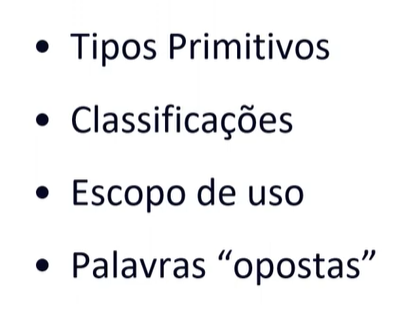 • Tipos Primitivos
• Classificações
• Escopo de uso
• Palavras “opostas”